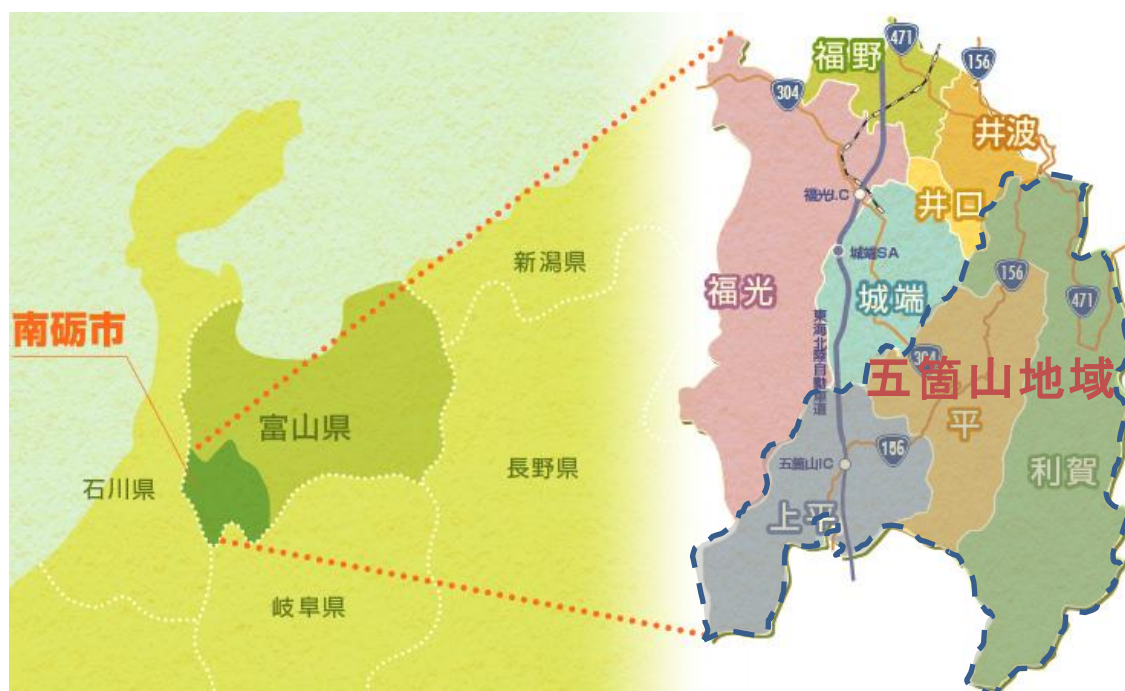 南砺市
新潟県
富山県
石川県
長野県
岐阜県
471
福野
156
304
井波
福光I.C
井口
城端SA
156
福光
城端
471
東海北陸自動車道
304
五箇山地域
平
五箇山IC
156
利賀
上平